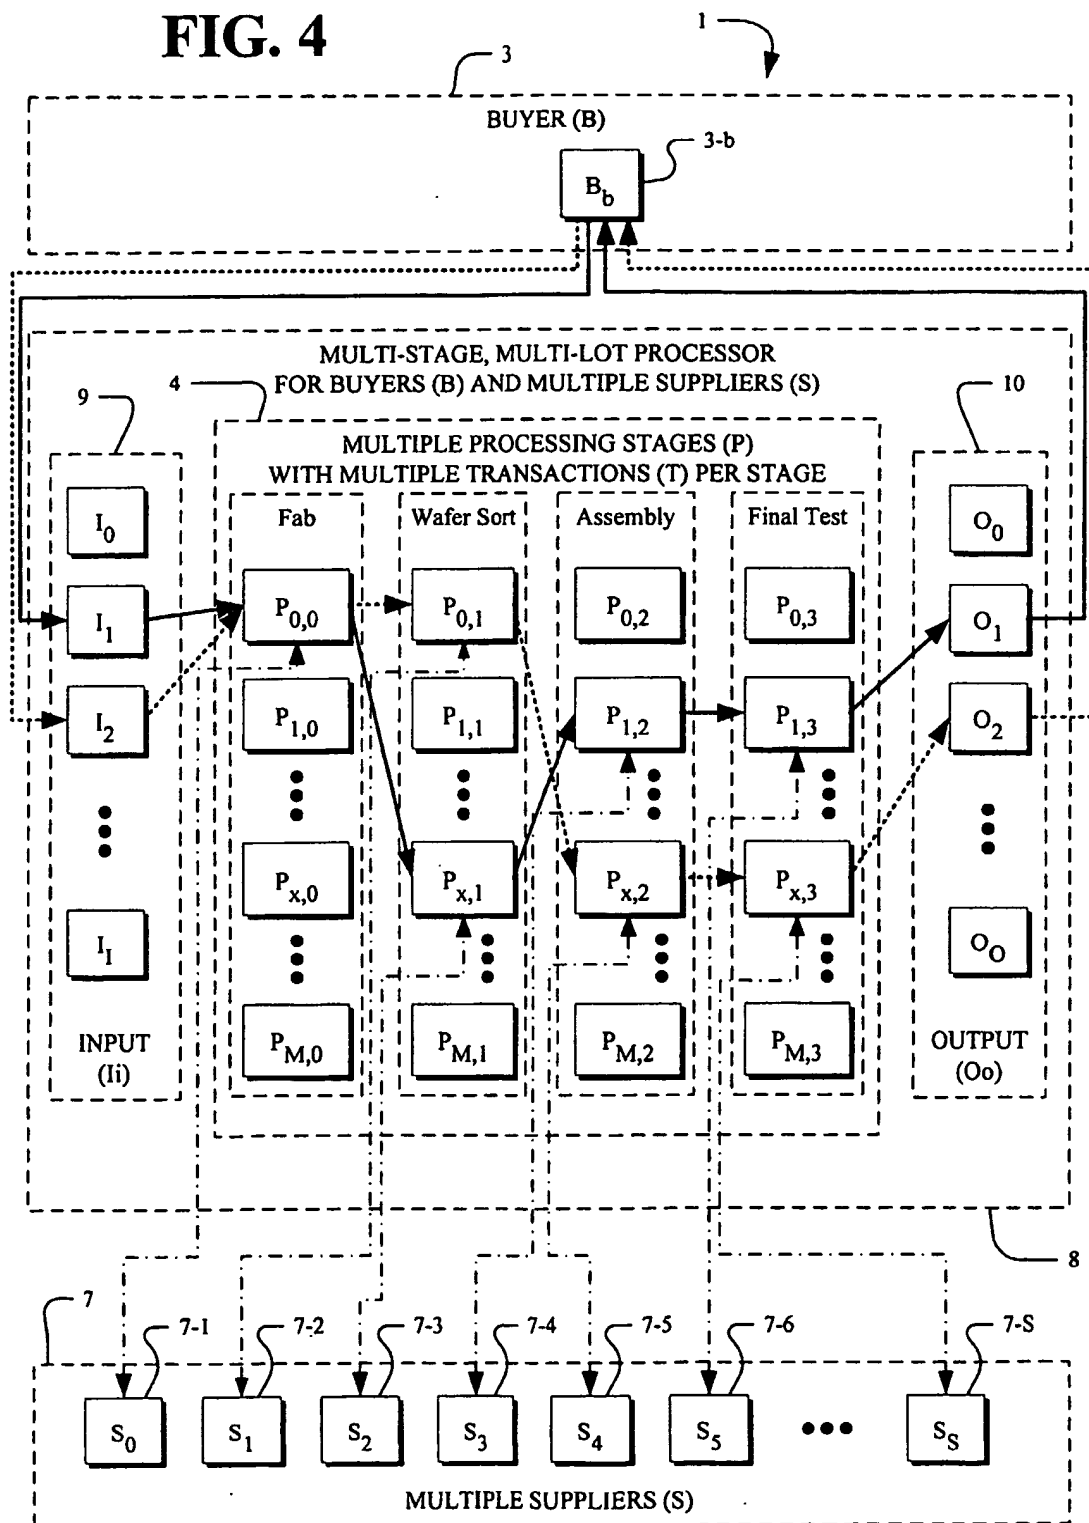 FIG. 4
1
3
BUYER (B)
3-b
B_b
MULTI-STAGE, MULTI-LOT PROCESSOR
FOR BUYERS (B) AND MULTIPLE SUPPLIERS (S)
4
9
10
MULTIPLE PROCESSING STAGES (P)
WITH MULTIPLE TRANSACTIONS (T) PER STAGE
Fab Wafer Sort Assembly Final Test
I_0 O_0
I_1 P_0,0 P_0,1 P_0,2 P_0,3 O_1
I_2 P_1,0 P_1,1 P_1,2 P_1,3 O_2
P_x,0 P_x,1 P_x,2 P_x,3
I_I O_O
P_M,0 P_M,1 P_M,2 P_M,3
INPUT
(Ii)
OUTPUT
(Oo)
8
7
7-1 7-2 7-3 7-4 7-5 7-6 7-S
S_0 S_1 S_2 S_3 S_4 S_5 S_S
MULTIPLE SUPPLIERS (S)